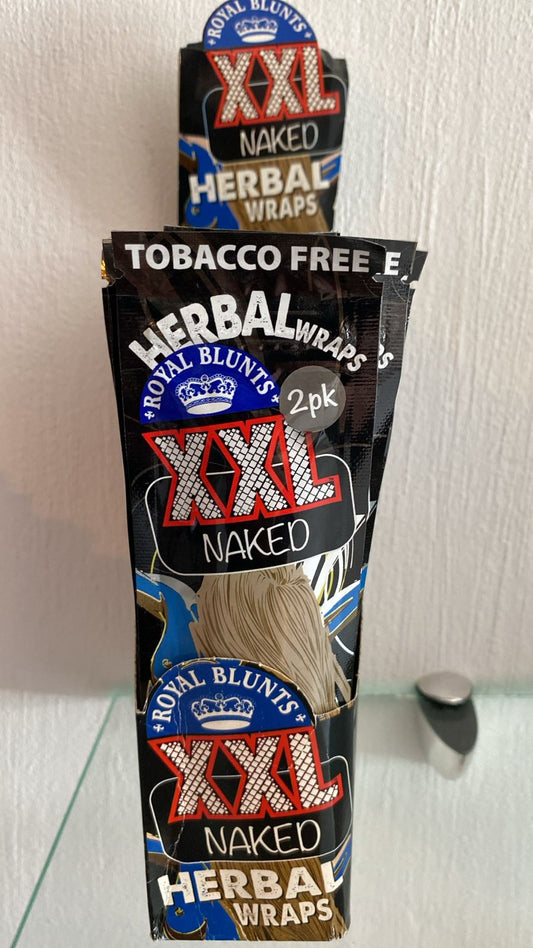 ROYAL BLUNTS
XXL
NAKED
HERBAL
WRAPS
TOBACCO FREE E
HERBAL WRAPS
ROYAL BLUNTS
2pk
XXL
NAKED
ROYAL BLUNTS
XXL
NAKED
HERBAL
WRAPS